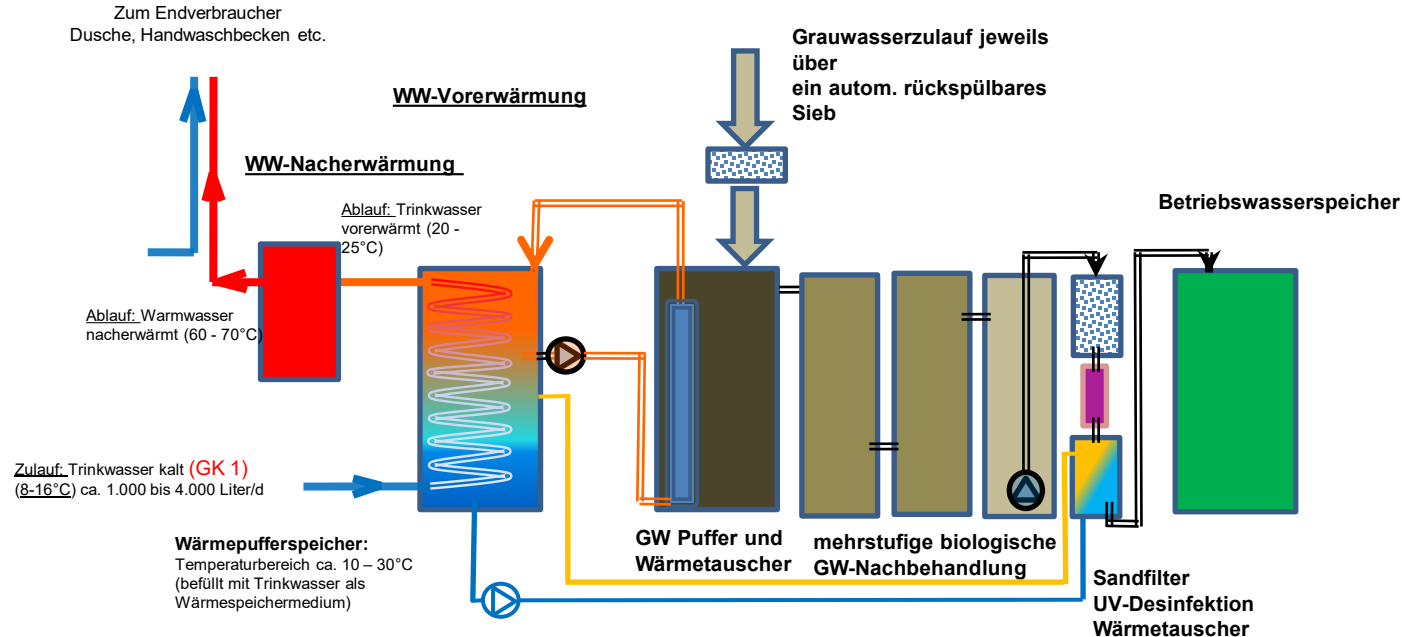 Zum Endverbraucher
Dusche, Handwaschbecken etc.
Grauwasserzulauf jeweils
über
ein autom. rückspülbares
Sieb
WW-Vorerwärmung
WW-Nacherwärmung
Ablauf: Trinkwasser
vorerwärmt (20 -
25°C)
Betriebswasserspeicher
Ablauf: Warmwasser
nacherwärmt (60 - 70°C)
Zulauf: Trinkwasser kalt (GK 1)
(8-16°C) ca. 1.000 bis 4.000 Liter/d
Wärmepufferspeicher:
Temperaturbereich ca. 10 – 30°C
(befüllt mit Trinkwasser als
Wärmespeichermedium)
GW Puffer und
Wärmetauscher
mehrstufige biologische
GW-Nachbehandlung
Sandfilter
UV-Desinfektion
Wärmetauscher